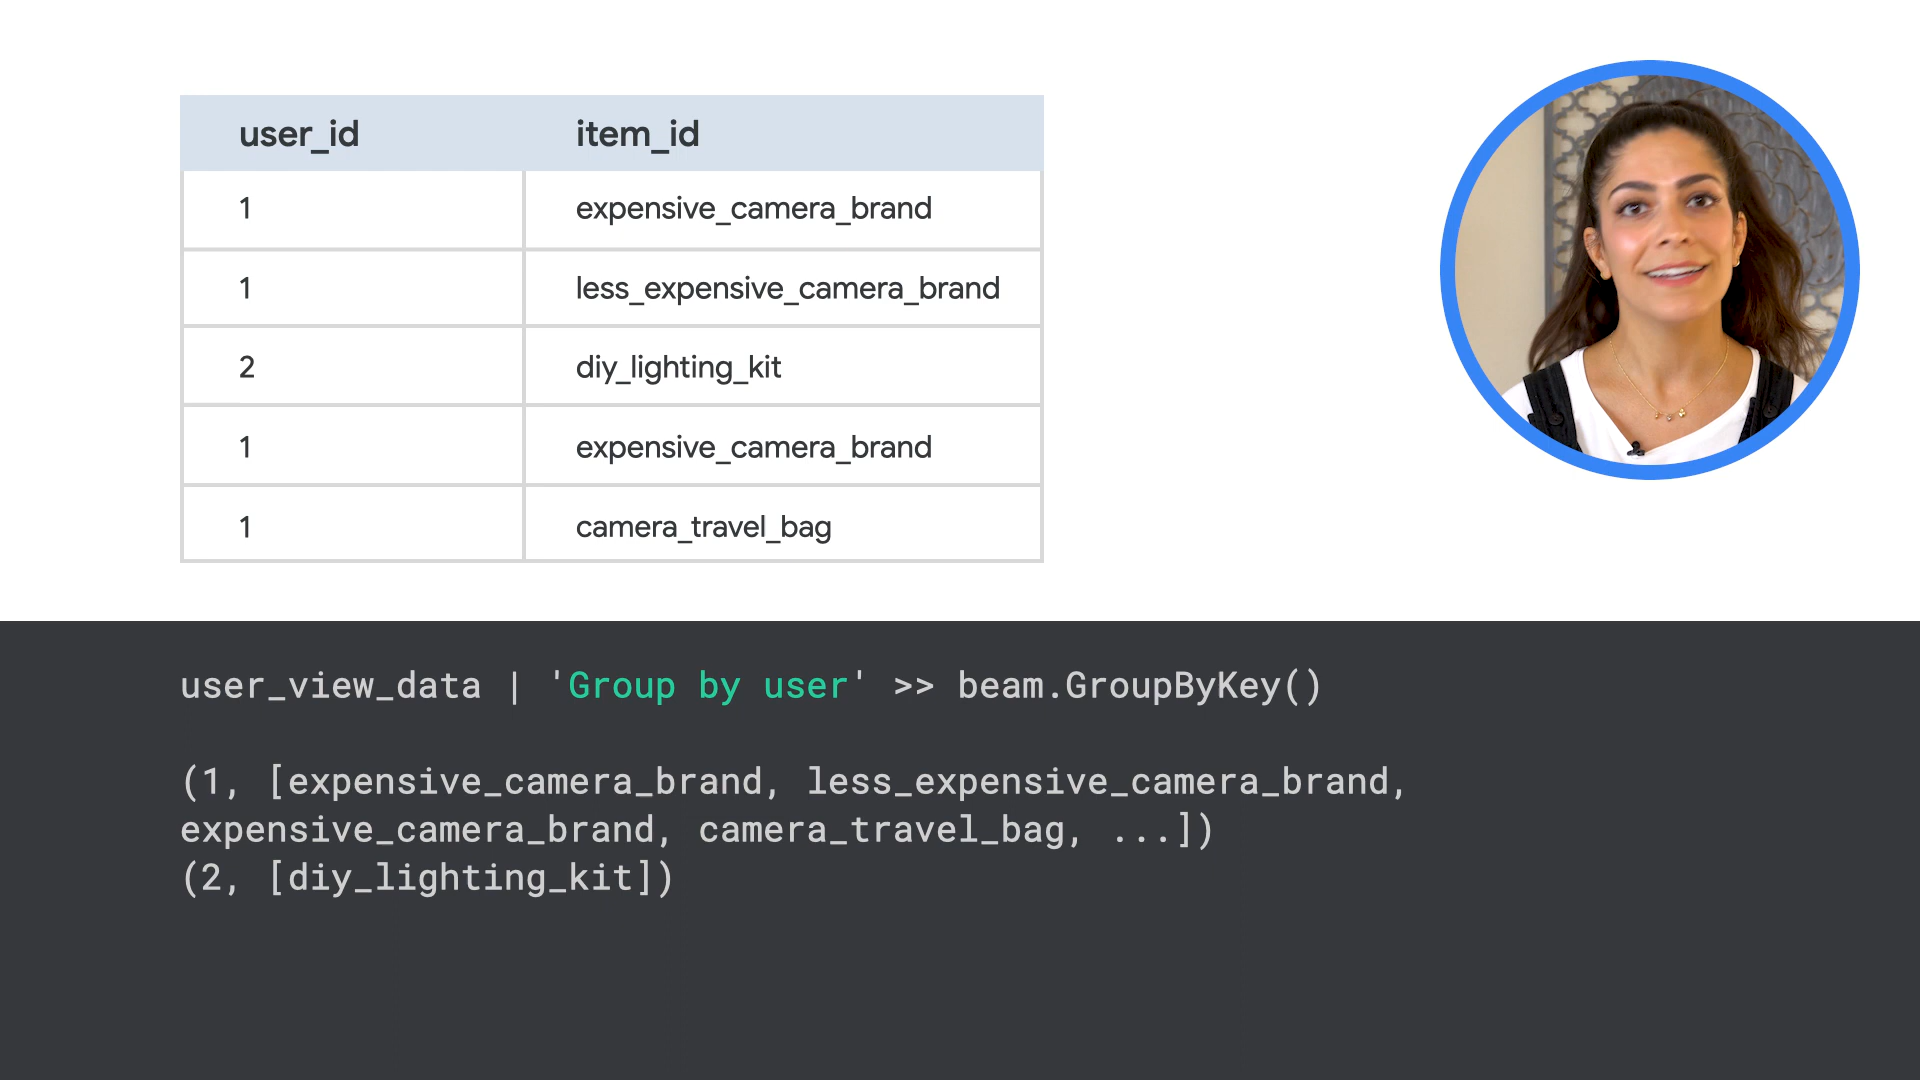 user_id item_id
1 expensive_camera_brand
1 less_expensive_camera_brand
2 diy_lighting_kit
1 expensive_camera_brand
1 camera_travel_bag
user_view_data | 'Group by user' >> beam.GroupByKey()
(1, [expensive_camera_brand, less_expensive_camera_brand,
expensive_camera_brand, camera_travel_bag, ...])
(2, [diy_lighting_kit])